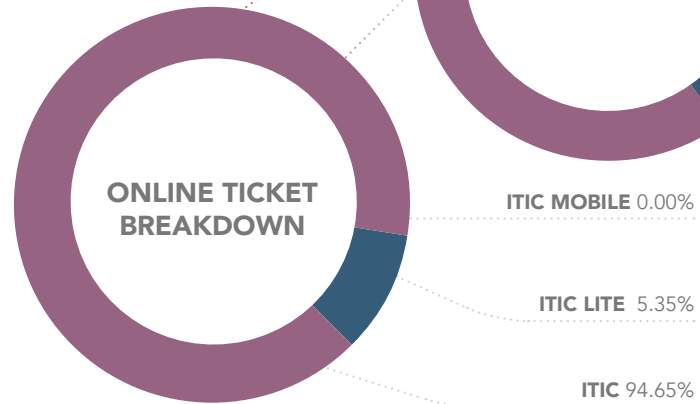 ONLINE TICKET
BREAKDOWN
ITIC MOBILE 0.00%
ITIC LITE 5.35%
ITIC 94.65%